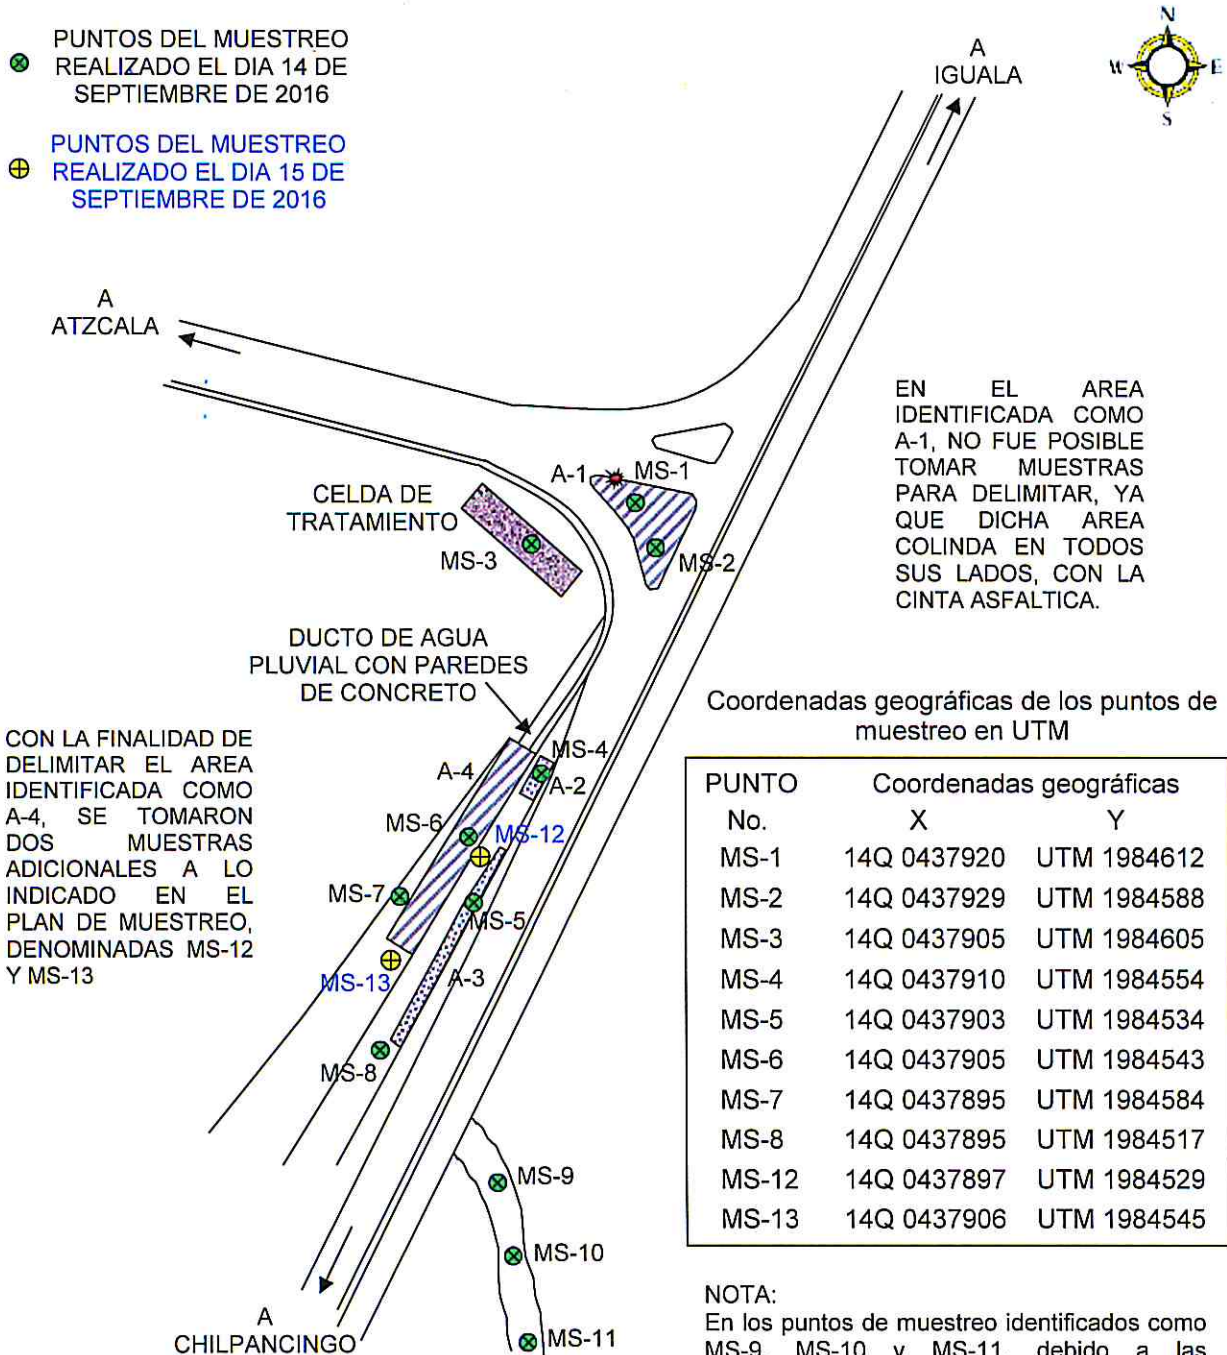 PUNTOS DEL MUESTREO
REALIZADO EL DIA 14 DE
SEPTIEMBRE DE 2016
PUNTOS DEL MUESTREO
REALIZADO EL DIA 15 DE
SEPTIEMBRE DE 2016
N
W
E
S
A
IGUALA
A
ATZCALA
EN EL AREA
IDENTIFICADA COMO
A-1, NO FUE POSIBLE
TOMAR MUESTRAS
PARA DELIMITAR, YA
QUE DICHA AREA
COLINDA EN TODOS
SUS LADOS, CON LA
CINTA ASFALTICA.
A-1
MS-1
CELDA DE
TRATAMIENTO
MS-3
MS-2
DUCTO DE AGUA
PLUVIAL CON PAREDES
DE CONCRETO
CON LA FINALIDAD DE
DELIMITAR EL AREA
IDENTIFICADA COMO
A-4, SE TOMARON
DOS MUESTRAS
ADICIONALES A LO
INDICADO EN EL
PLAN DE MUESTREO,
DENOMINADAS MS-12
Y MS-13
MS-4
A-4
A-2
MS-6
MS-12
MS-7
MS-5
MS-13
A-3
MS-8
MS-9
MS-10
MS-11
A
CHILPANCINGO
Coordenadas geográficas de los puntos de
muestreo en UTM
PUNTO Coordenadas geográficas
No. X Y
MS-1 14Q 0437920 UTM 1984612
MS-2 14Q 0437929 UTM 1984588
MS-3 14Q 0437905 UTM 1984605
MS-4 14Q 0437910 UTM 1984554
MS-5 14Q 0437903 UTM 1984534
MS-6 14Q 0437905 UTM 1984543
MS-7 14Q 0437895 UTM 1984584
MS-8 14Q 0437895 UTM 1984517
MS-12 14Q 0437897 UTM 1984529
MS-13 14Q 0437906 UTM 1984545
NOTA:
En los puntos de muestreo identificados como
MS-9, MS-10 y MS-11, debido a las